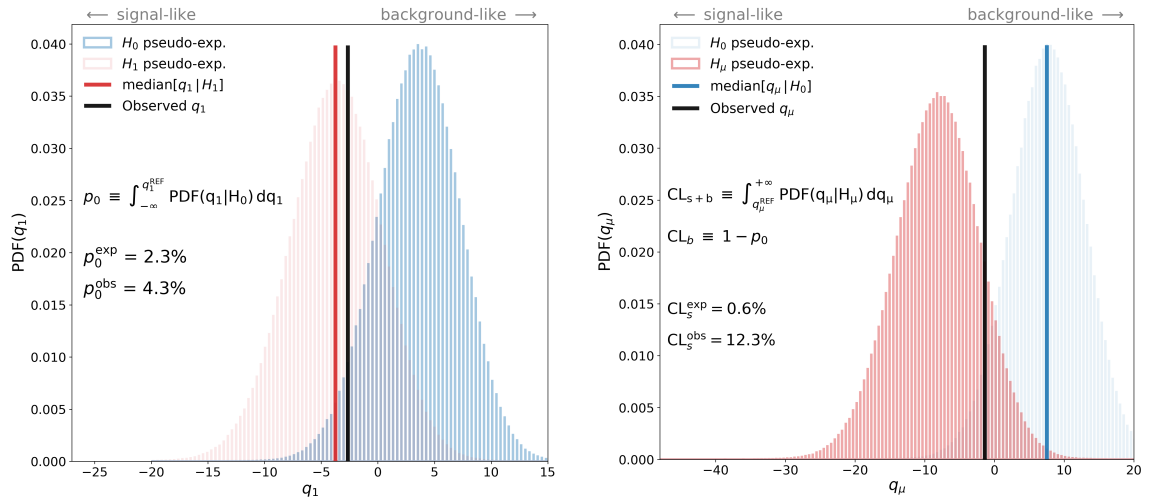 ⟵ signal-like
background-like ⟶
H₀ pseudo-exp.
H₁ pseudo-exp.
median[q₁ | H₁]
Observed q₁
p₀ ≡ ∫_{−∞}^{q₁^REF} PDF(q₁|H₀) dq₁
p₀^exp = 2.3%
p₀^obs = 4.3%
PDF(q₁)
0.040
0.035
0.030
0.025
0.020
0.015
0.010
0.005
0.000
−25 −20 −15 −10 −5 0 5 10 15
q₁
⟵ signal-like
background-like ⟶
H₀ pseudo-exp.
H_μ pseudo-exp.
median[q_μ | H₀]
Observed q_μ
CL_{s+b} ≡ ∫_{q_μ^REF}^{+∞} PDF(q_μ|H_μ) dq_μ
CL_b ≡ 1 − p₀
CL_s^exp = 0.6%
CL_s^obs = 12.3%
PDF(q_μ)
0.040
0.035
0.030
0.025
0.020
0.015
0.010
0.005
0.000
−40 −30 −20 −10 0 10 20
q_μ